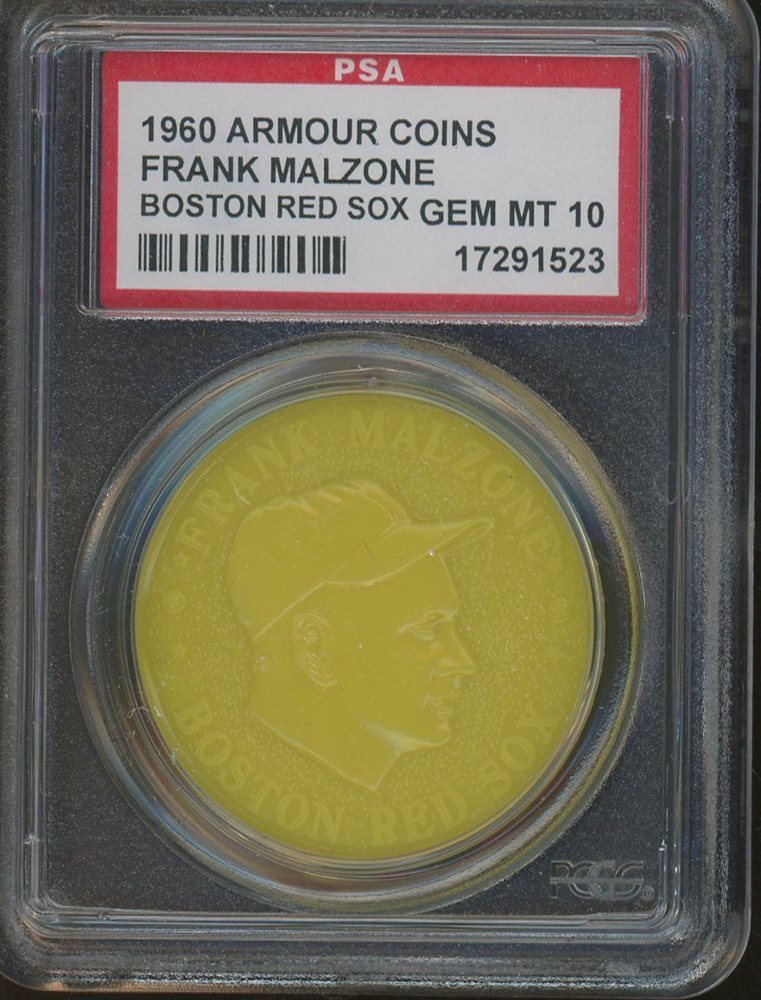 PSA
1960 ARMOUR COINS
FRANK MALZONE
BOSTON RED SOX GEM MT 10
17291523
FRANK MALZONE
BOSTON RED SOX
PCGS